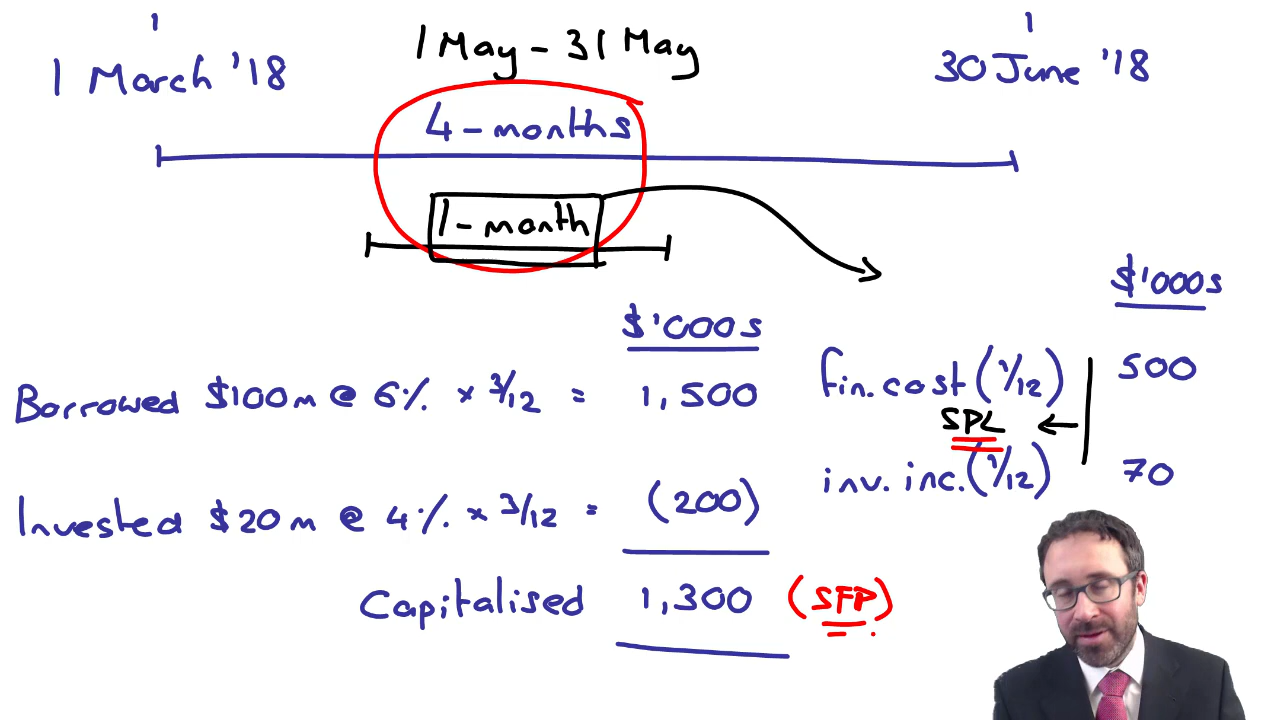 1 May - 31 May
1 March '18
30 June '18
4-months
1-month
$'000s
$'000s
Borrowed $100m @ 6% × 3/12 = 1,500
fin. cost (1/12) 500
SPL
Invested $20m @ 4% × 3/12 = (200)
inv. inc. (1/12) 70
Capitalised 1,300 (SFP)